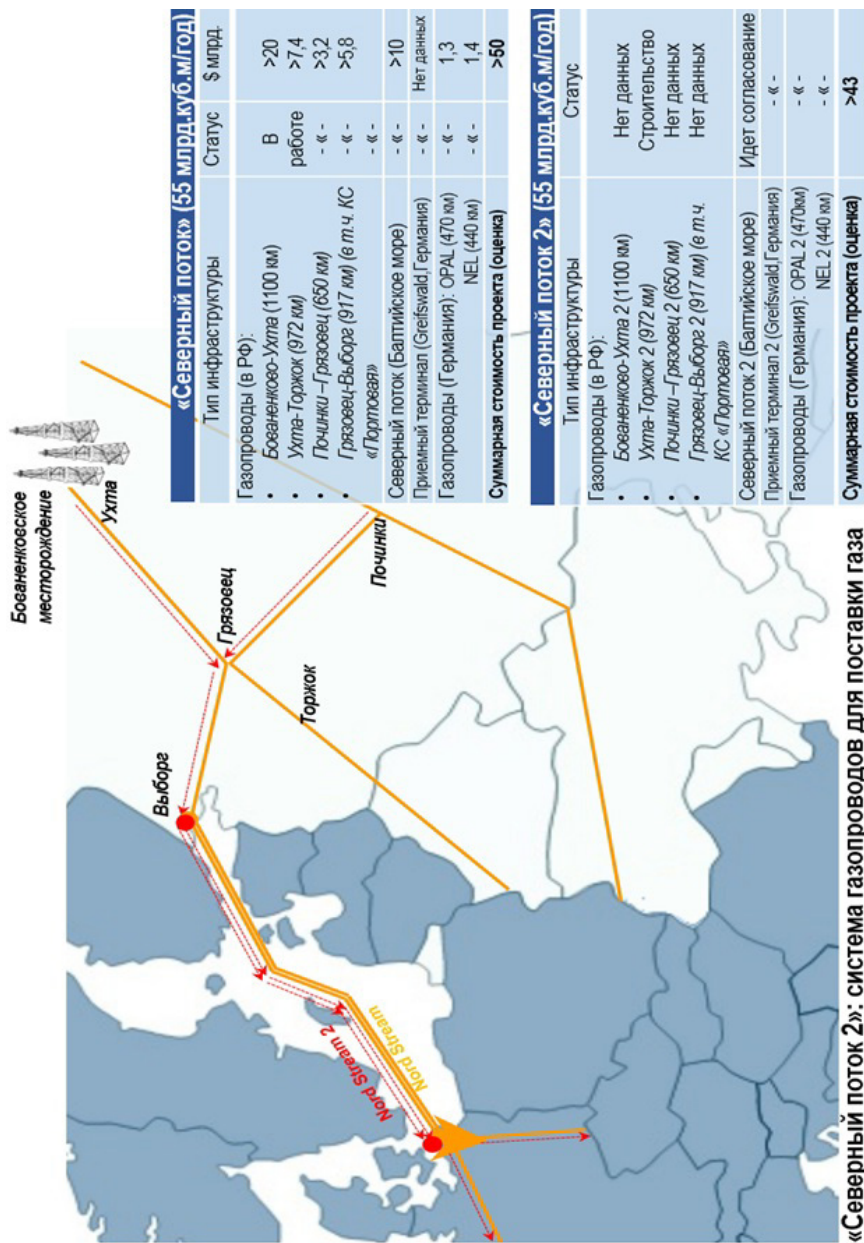 «Северный поток 2»: система газопроводов для поставки газа
Бованенковское
месторождение
Ухта
Грязовец
Починки
Торжок
Выборг
Nord Stream 2
Nord Stream
«Северный поток» (55 млрд.куб.м/год)
Тип инфраструктуры Статус $ млрд.
Газопроводы (в РФ):
• Бованенково-Ухта (1100 км) В >20
• Ухта-Торжок (972 км) работе >7,4
• Починки –Грязовец (650 км) - « - >3,2
• Грязовец-Выборг (917 км) (в т.ч. КС - « - >5,8
«Портовая» - « -
Северный поток (Балтийское море) - « - >10
Приемный терминал (Greifswald,Германия) - « - Нет данных
Газопроводы (Германия): OPAL (470 км) - « - 1,3
NEL (440 км) - « - 1,4
Суммарная стоимость проекта (оценка) >50
«Северный поток 2» (55 млрд.куб.м/год)
Тип инфраструктуры Статус
Газопроводы (в РФ):
• Бованенково-Ухта 2 (1100 км) Нет данных
• Ухта-Торжок 2 (972 км) Строительство
• Починки –Грязовец 2 (650 км) Нет данных
• Грязовец-Выборга 2 (917 км) (в т.ч. Нет данных
КС «Портовая»
Северный поток 2 (Балтийское море) Идет согласование
Приемный терминал 2 (Greifswald,Германия) - « -
Газопроводы (Германия): OPAL 2 (470км) - « -
NEL 2 (440 км) - « -
Суммарная стоимость проекта (оценка) >43